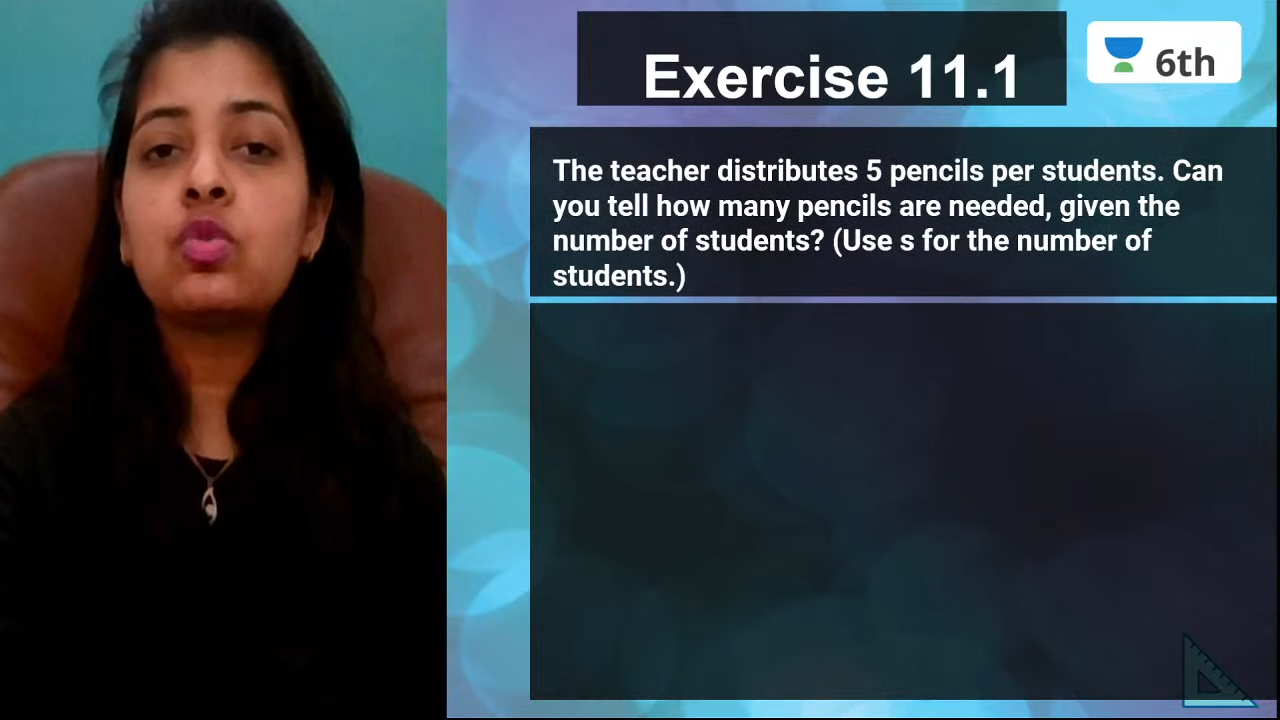 Exercise 11.1
6th
The teacher distributes 5 pencils per students. Can
you tell how many pencils are needed, given the
number of students? (Use s for the number of
students.)